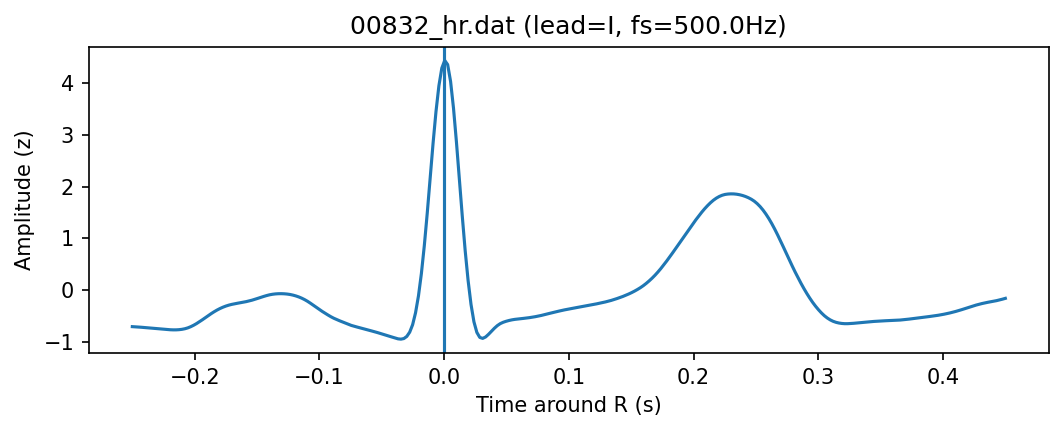 00832_hr.dat (lead=I, fs=500.0Hz)
Amplitude (z)
4
3
2
1
0
−1
−0.2 −0.1 0.0 0.1 0.2 0.3 0.4
Time around R (s)